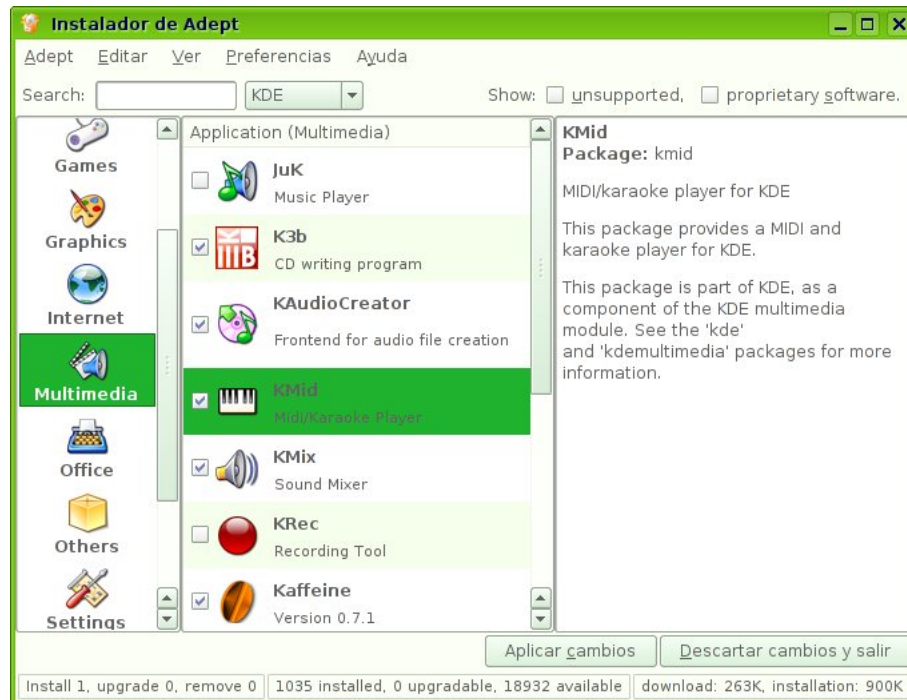 Instalador de Adept
Adept Editar Ver Preferencias Ayuda
Search: KDE Show: unsupported, proprietary software.
Games
Graphics
Internet
Multimedia
Office
Others
Settings
Application (Multimedia)
JuK
Music Player
K3b
CD writing program
KAudioCreator
Frontend for audio file creation
KMid
Midi/Karaoke Player
KMix
Sound Mixer
KRec
Recording Tool
Kaffeine
Version 0.7.1
KMid
Package: kmid
MIDI/karaoke player for KDE
This package provides a MIDI and
karaoke player for KDE.
This package is part of KDE, as a
component of the KDE multimedia
module. See the 'kde'
and 'kdemultimedia' packages for more
information.
Aplicar cambios Descartar cambios y salir
Install 1, upgrade 0, remove 0 1035 installed, 0 upgradable, 18932 available download: 263K, installation: 900K